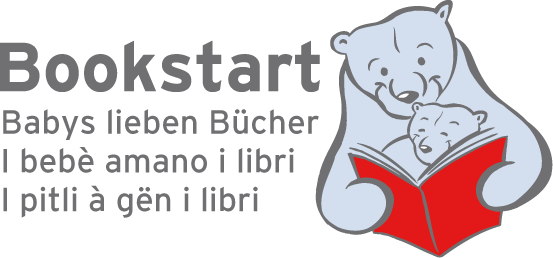 Bookstart
Babys lieben Bücher
I bebè amano i libri
I pitli à gën i libri